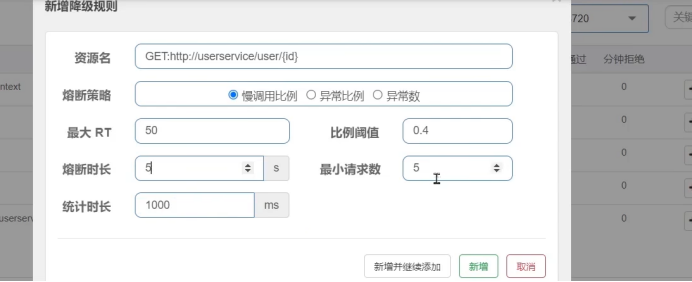 新增降级规则
720
关键
资源名
GET:http://userservice/user/{id}
通过
分钟拒绝
熔断策略
慢调用比例 异常比例 异常数
ntext
0
最大 RT
50
比例阈值
0.4
0
熔断时长
5
s
最小请求数
5
0
统计时长
1000
ms
userserv
0
新增并继续添加
新增
取消